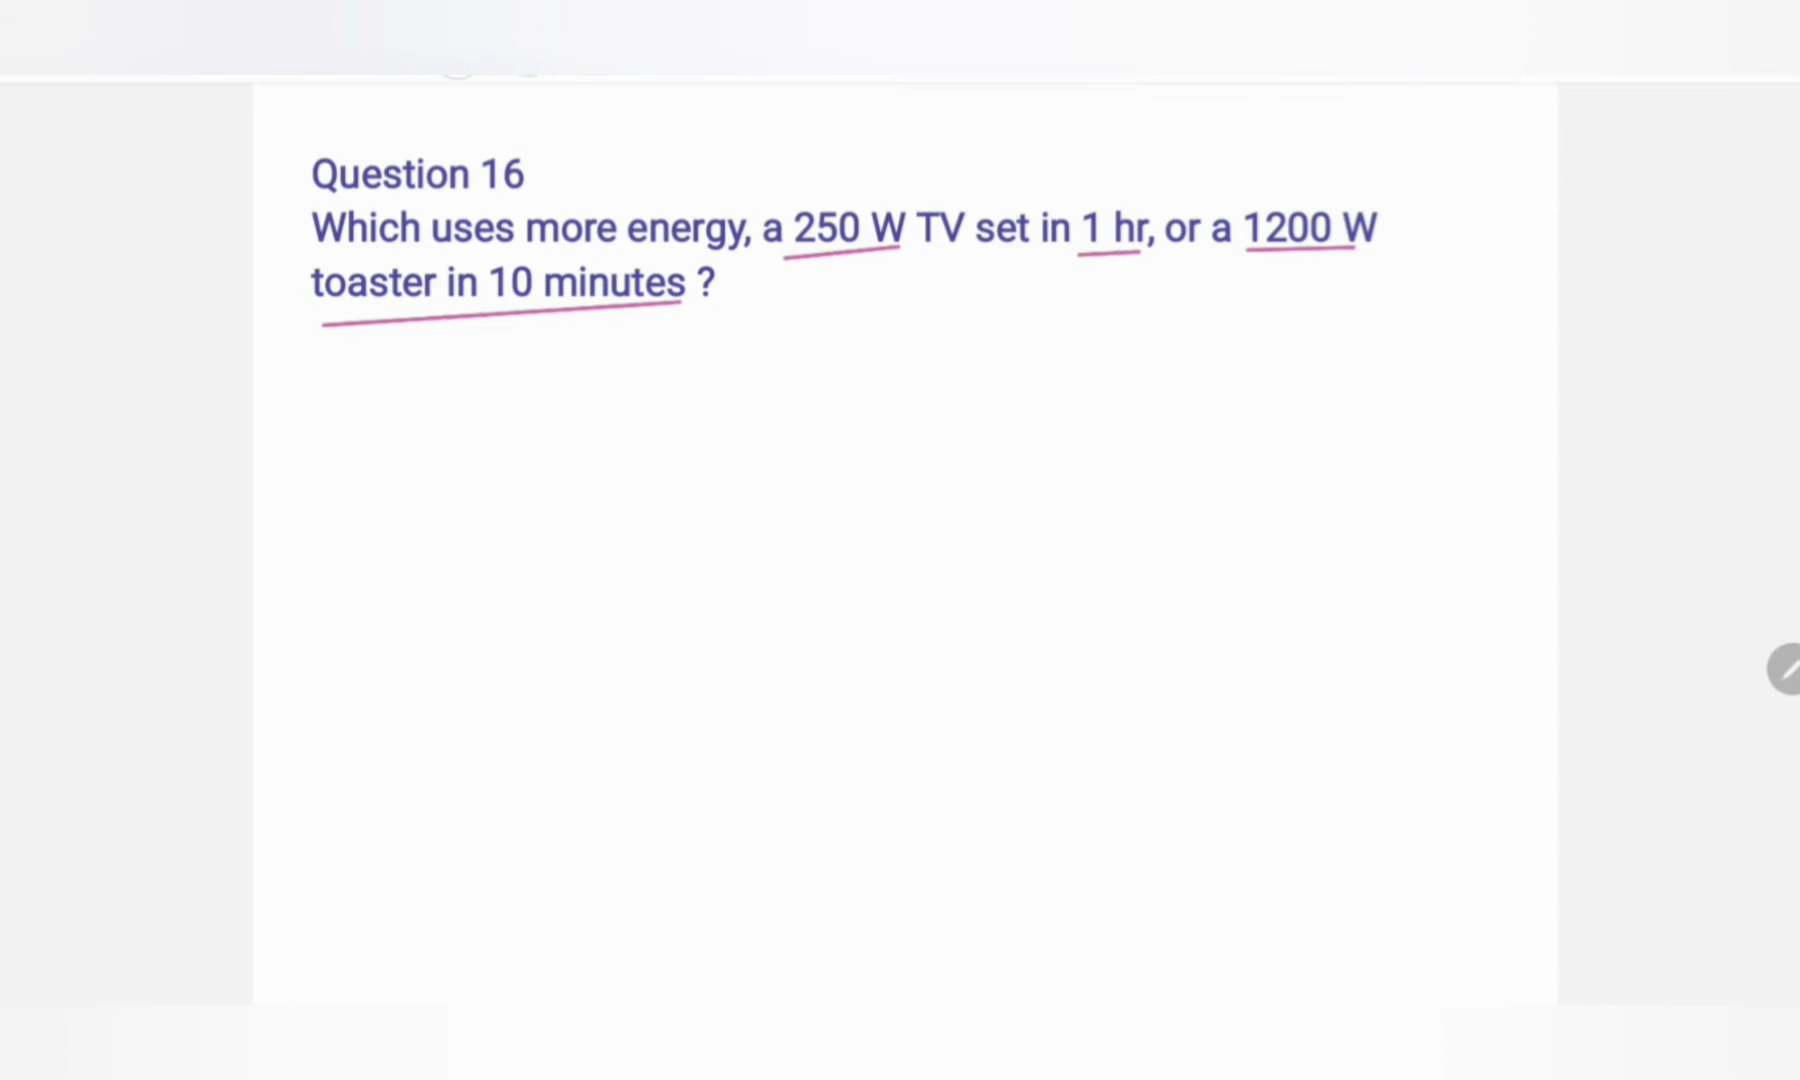 Question 16
Which uses more energy, a 250 W TV set in 1 hr, or a 1200 W
toaster in 10 minutes ?